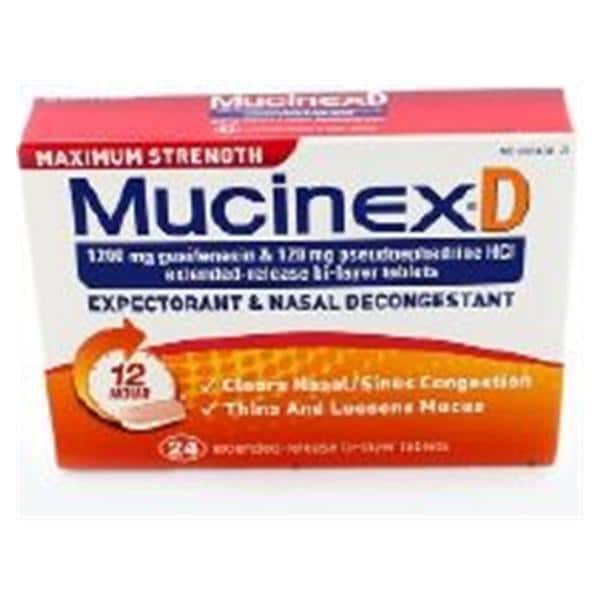 MucinexD
MAXIMUM STRENGTH
Mucinex D
1200 mg guaifenesin & 120 mg pseudoephedrine HCl
extended-release bi-layer tablets
EXPECTORANT & NASAL DECONGESTANT
12
HOUR
✓ Clears Nasal/Sinus Congestion
✓ Thins And Loosens Mucus
24 extended-release bi-layer tablets